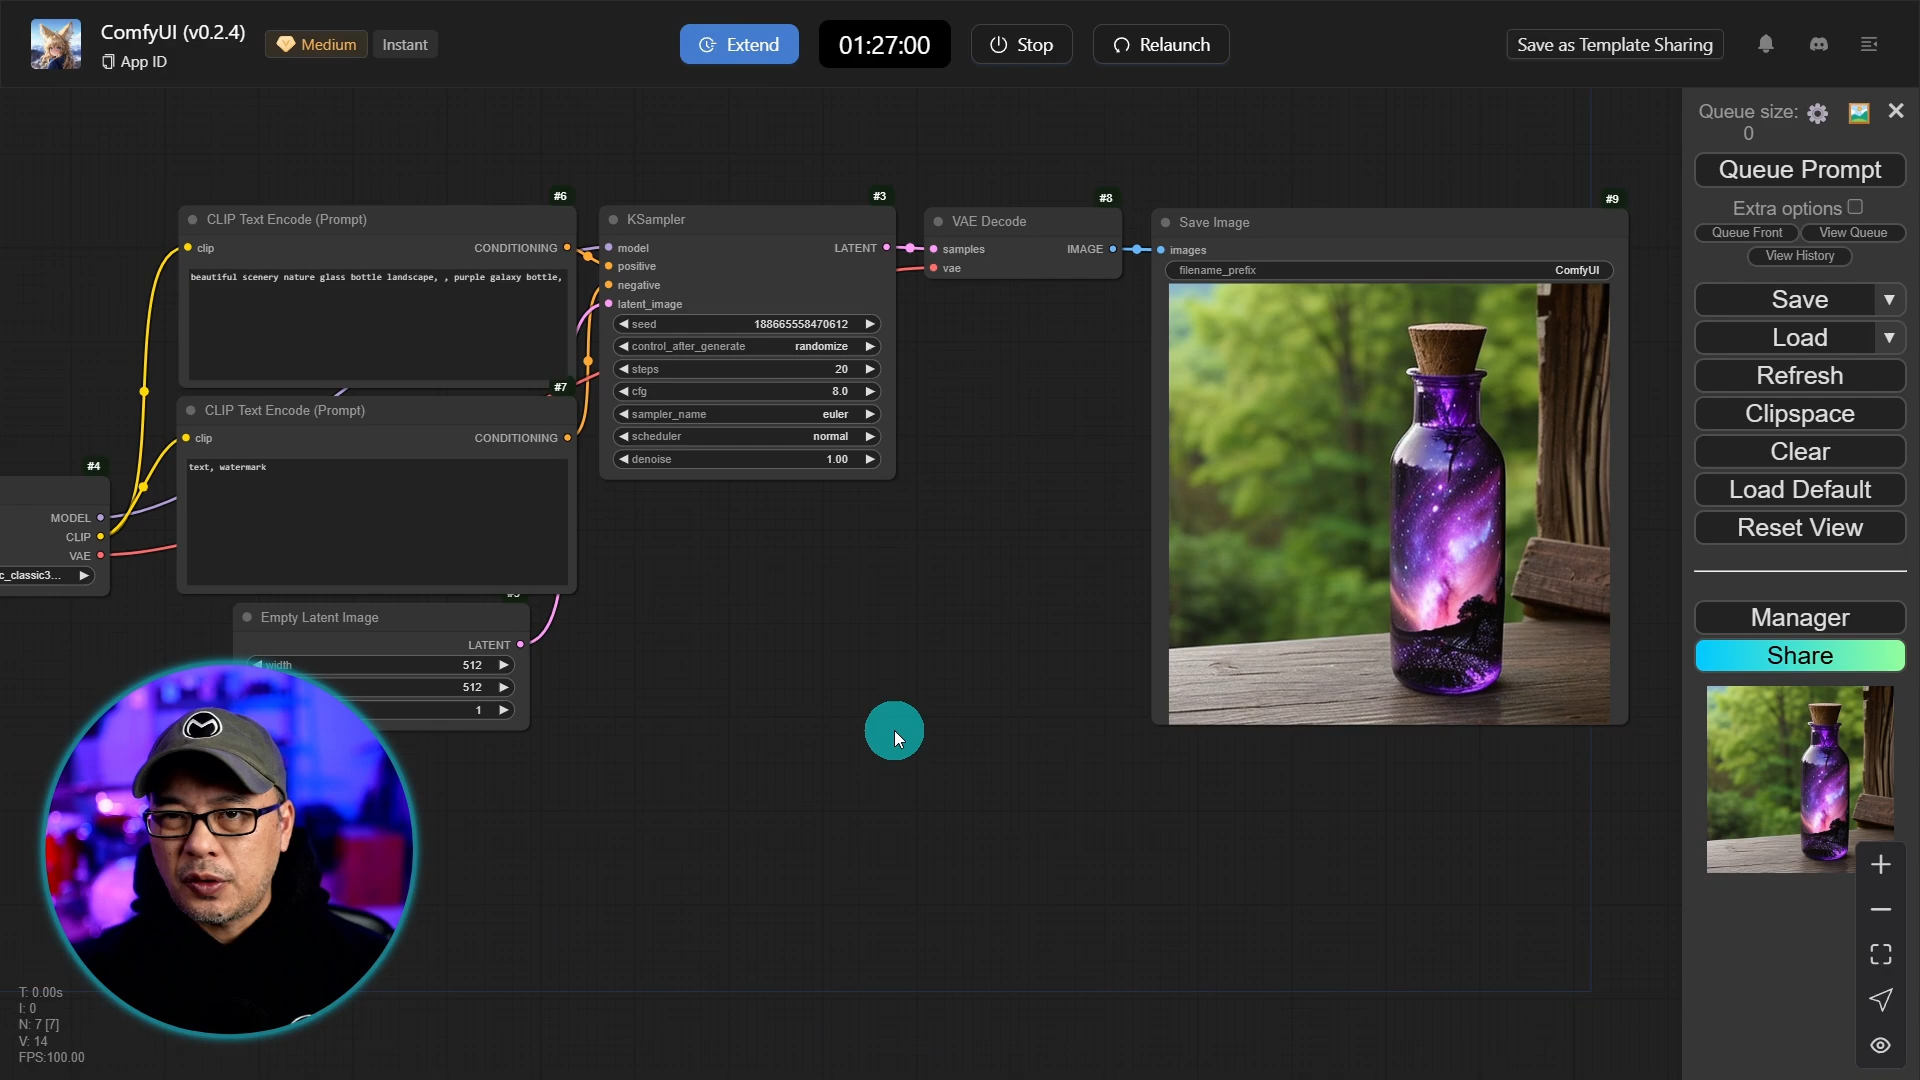 ComfyUI (v0.2.4)
App ID
Medium
Instant
Extend
01:27:00
Stop
Relaunch
Save as Template Sharing
#6
CLIP Text Encode (Prompt)
clip
CONDITIONING
beautiful scenery nature glass bottle landscape, , purple galaxy bottle,
#7
CLIP Text Encode (Prompt)
clip
CONDITIONING
text, watermark
#4
MODEL
CLIP
VAE
c_classic3...
Empty Latent Image
LATENT
width 512
512
1
#3
KSampler
model
LATENT
positive
negative
latent_image
seed 188665558470612
control_after_generate randomize
steps 20
cfg 8.0
sampler_name euler
scheduler normal
denoise 1.00
#8
VAE Decode
samples
IMAGE
vae
#9
Save Image
images
filename_prefix ComfyUI
Queue size:
0
Queue Prompt
Extra options
Queue Front
View Queue
View History
Save
Load
Refresh
Clipspace
Clear
Load Default
Reset View
Manager
Share
T: 0.00s
I: 0
N: 7 [7]
V: 14
FPS:100.00